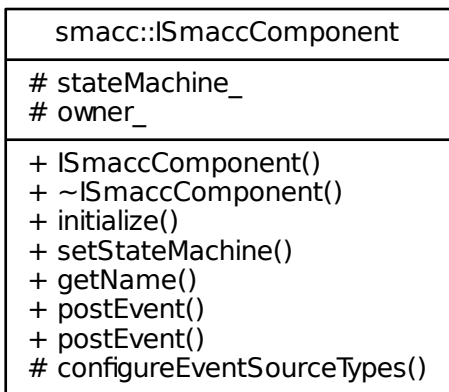 smacc::ISmaccComponent
# stateMachine_
# owner_
+ ISmaccComponent()
+ ~ISmaccComponent()
+ initialize()
+ setStateMachine()
+ getName()
+ postEvent()
+ postEvent()
# configureEventSourceTypes()